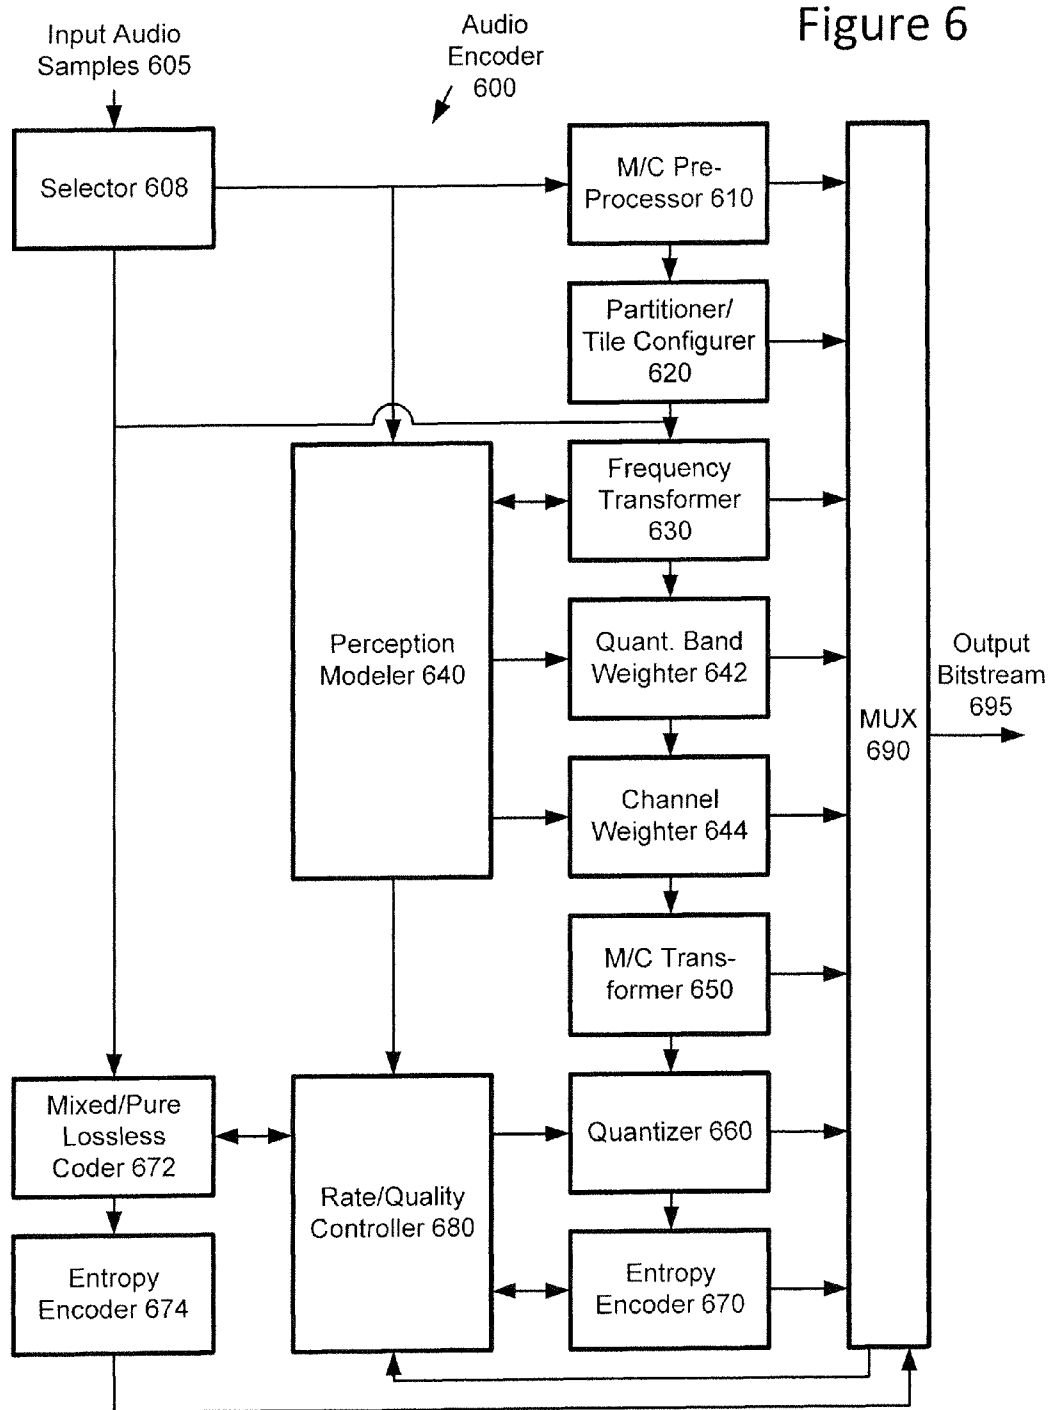 Figure 6
Input Audio
Samples 605
Audio
Encoder
600
Selector 608
M/C Pre-
Processor 610
Partitioner/
Tile Configurer
620
Frequency
Transformer
630
Perception
Modeler 640
Quant. Band
Weighter 642
Output
Bitstream
695
MUX
690
Channel
Weighter 644
M/C Trans-
former 650
Mixed/Pure
Lossless
Coder 672
Quantizer 660
Rate/Quality
Controller 680
Entropy
Encoder 674
Entropy
Encoder 670